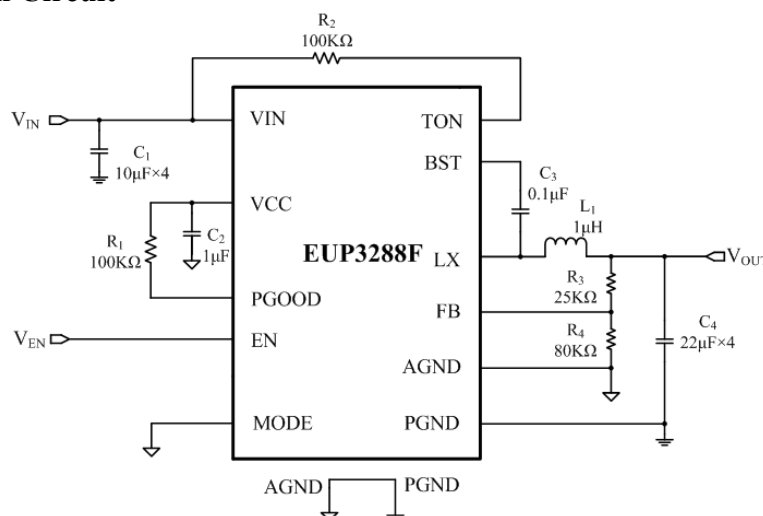 R2
100KΩ
VIN
VIN
TON
C1
10μF×4
BST
C3
0.1μF
VCC
L1
1μH
R1
100KΩ
C2
1μF
EUP3288F
LX
VOUT
R3
25KΩ
PGOOD
FB
VEN
EN
R4
80KΩ
C4
22μF×4
AGND
MODE
PGND
AGND
PGND